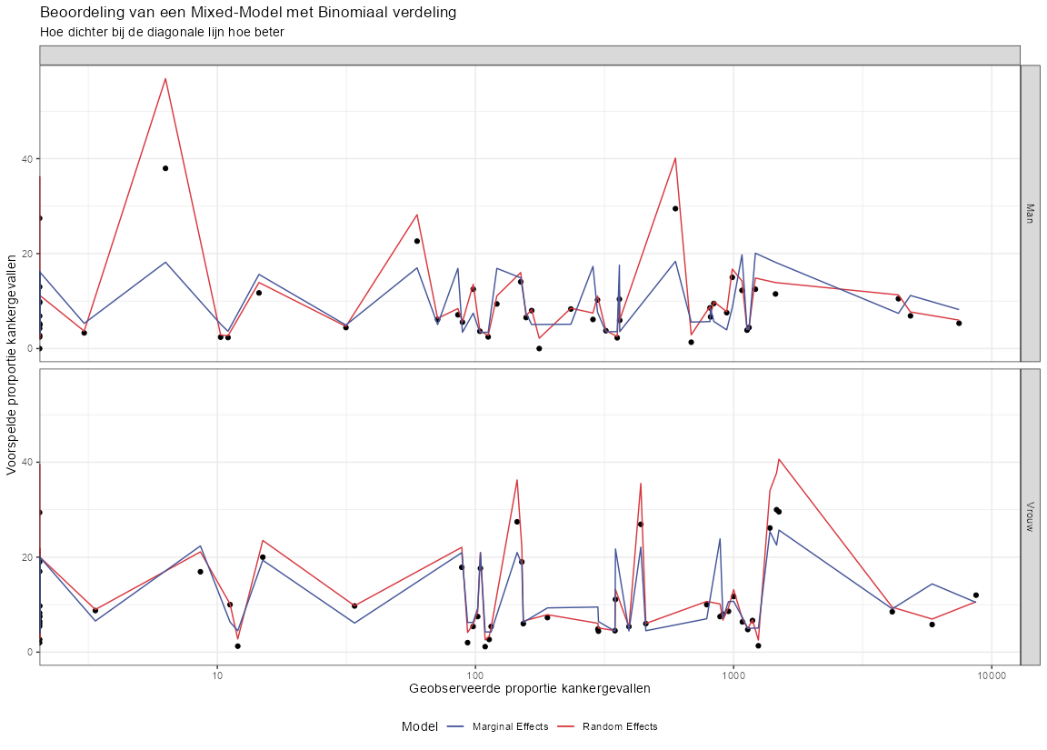 Beoordeling van een Mixed-Model met Binomiaal verdeling
Hoe dichter bij de diagonale lijn hoe beter
Voorspelde prorportie kankergevallen
40
20
0
Man
40
20
0
Vrouw
10
100
1000
10000
Geobserveerde proportie kankergevallen
Model
Marginal Effects
Random Effects